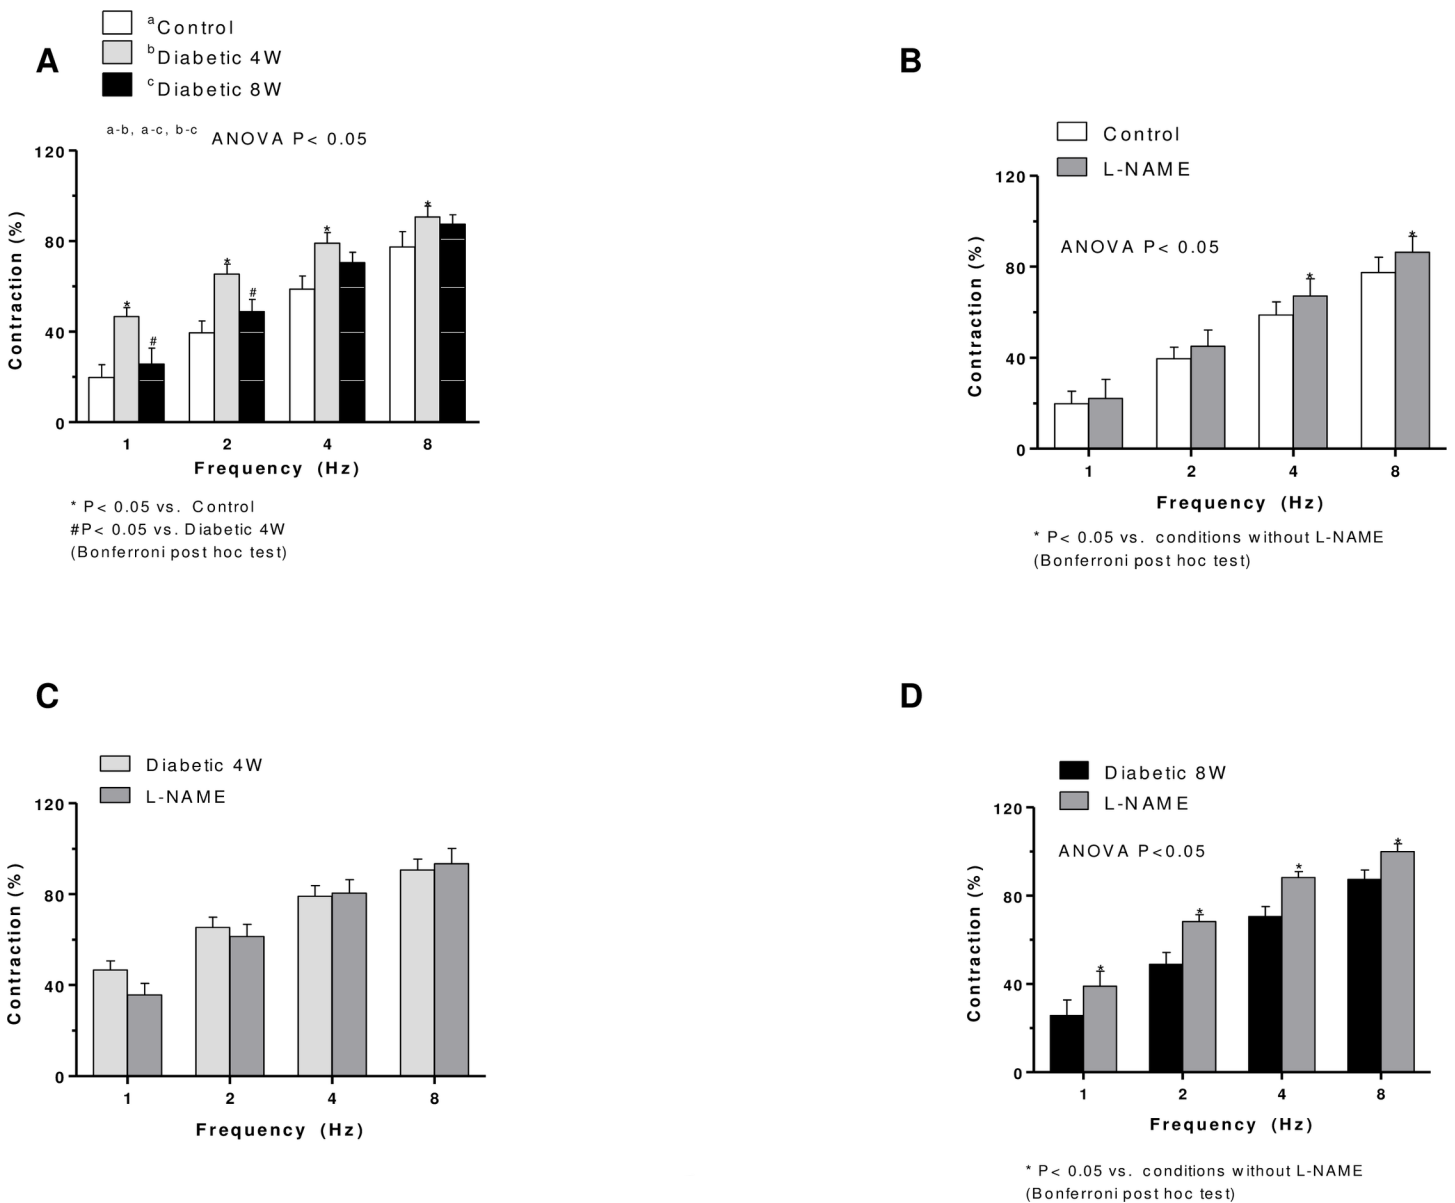 A
aControl
bDiabetic 4W
cDiabetic 8W
a-b, a-c, b-c ANOVA P< 0.05
120
80
40
0
Contraction (%)
*
#
*
#
*
*
1 2 4 8
Frequency (Hz)
* P< 0.05 vs. Control
#P< 0.05 vs. Diabetic 4W
(Bonferroni post hoc test)
B
Control
L-NAME
ANOVA P< 0.05
120
80
40
0
Contraction (%)
*
*
1 2 4 8
Frequency (Hz)
* P< 0.05 vs. conditions without L-NAME
(Bonferroni post hoc test)
C
Diabetic 4W
L-NAME
120
80
40
0
Contraction (%)
1 2 4 8
Frequency (Hz)
D
Diabetic 8W
L-NAME
ANOVA P<0.05
120
80
40
0
Contraction (%)
*
*
*
*
1 2 4 8
Frequency (Hz)
* P< 0.05 vs. conditions without L-NAME
(Bonferroni post hoc test)